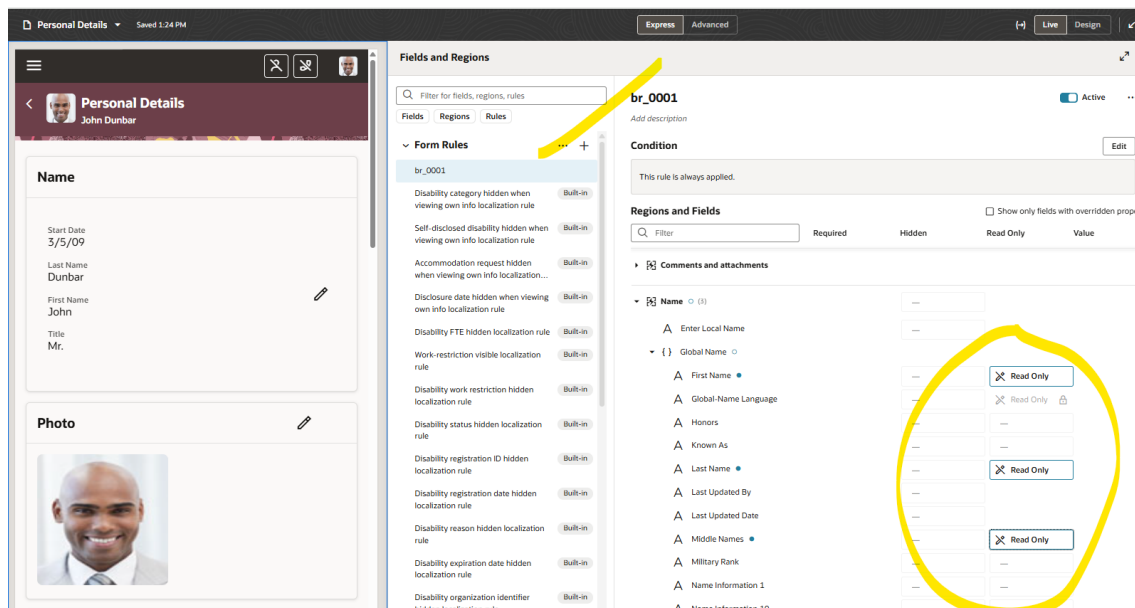 Personal Details Saved 1:24 PM Express Advanced Live Design
Personal Details
John Dunbar
Name
Start Date
3/5/09
Last Name
Dunbar
First Name
John
Title
Mr.
Photo
Fields and Regions
Filter for fields, regions, rules
Fields Regions Rules
Form Rules
br_0001
Disability category hidden when Built-in
viewing own info localization rule
Self-disclosed disability hidden when Built-in
viewing own info localization rule
Accommodation request hidden Built-in
when viewing own info localization...
Disclosure date hidden when viewing Built-in
own info localization rule
Disability FTE hidden localization rule Built-in
Work-restriction visible localization Built-in
rule
Disability work restriction hidden Built-in
localization rule
Disability status hidden localization Built-in
rule
Disability registration ID hidden Built-in
localization rule
Disability registration date hidden Built-in
localization rule
Disability reason hidden localization Built-in
rule
Disability expiration date hidden Built-in
localization rule
Disability organization identifier Built-in
hidden localization rule
br_0001 Active
Add description
Condition Edit
This rule is always applied.
Regions and Fields Show only fields with overridden prope
Filter Required Hidden Read Only Value
Comments and attachments
Name (3) —
Enter Local Name —
{ } Global Name
First Name — Read Only
Global-Name Language — Read Only
Honors — —
Known As — —
Last Name — Read Only
Last Updated By —
Last Updated Date —
Middle Names — Read Only
Military Rank — —
Name Information 1 — —
Name Information 10